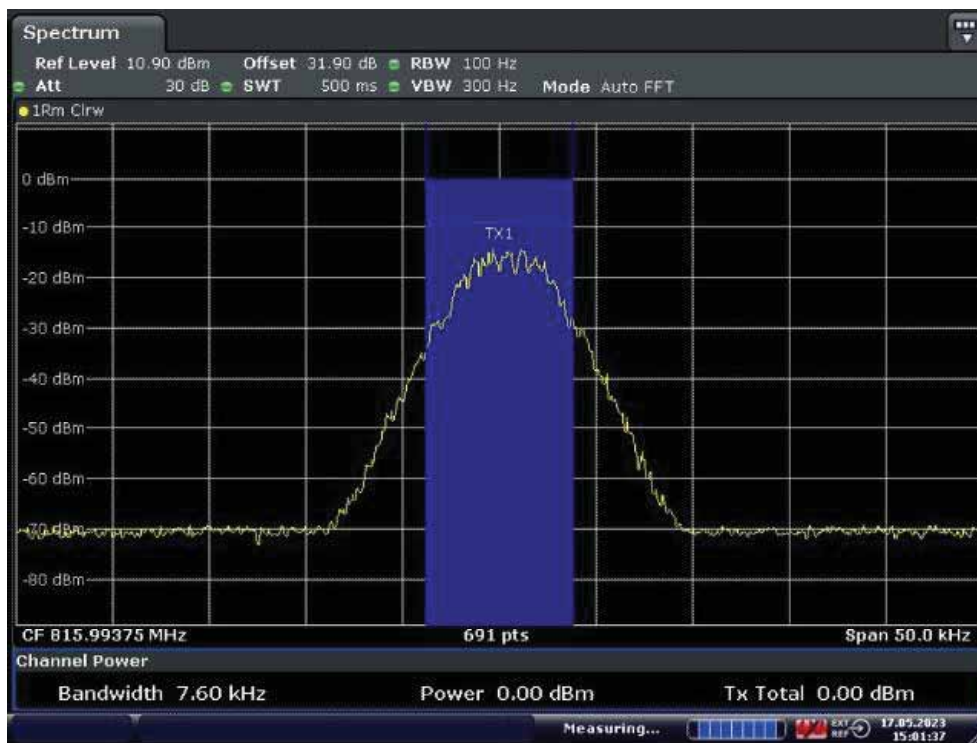 Spectrum
Ref Level 10.90 dBm Offset 31.90 dB RBW 100 Hz
Att 30 dB SWT 500 ms VBW 300 Hz Mode Auto FFT
1Rm Clrw
0 dBm
-10 dBm
TX1
-20 dBm
-30 dBm
-40 dBm
-50 dBm
-60 dBm
-70 dBm
-80 dBm
CF 815.99375 MHz 691 pts Span 50.0 kHz
Channel Power
Bandwidth 7.60 kHz Power 0.00 dBm Tx Total 0.00 dBm
Measuring... EXT REF 17.05.2023
15:01:37